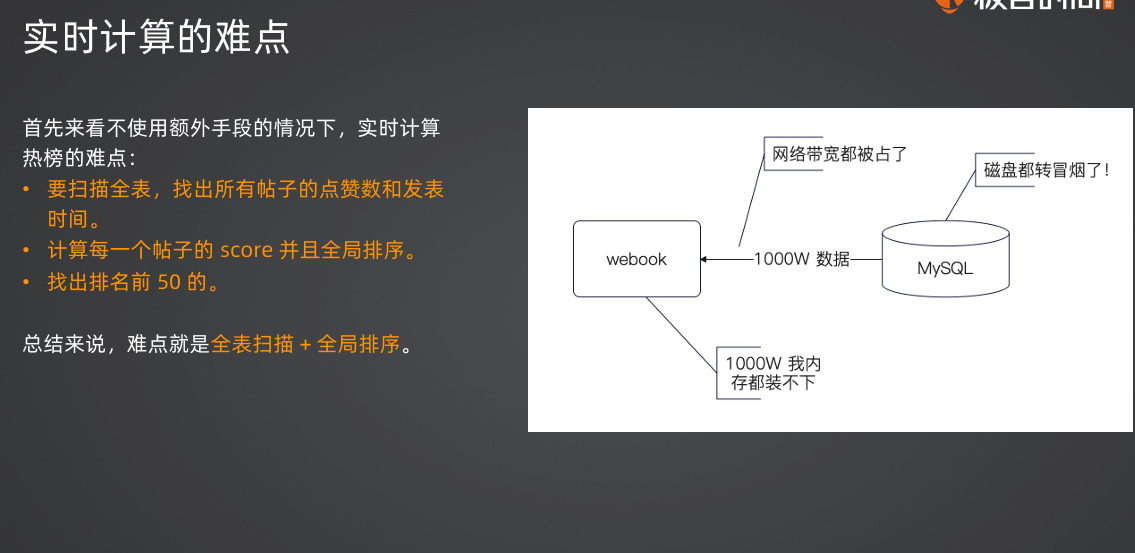 实时计算的难点
首先来看不使用额外手段的情况下，实时计算
热榜的难点：
• 要扫描全表，找出所有帖子的点赞数和发表
时间。
• 计算每一个帖子的 score 并且全局排序。
• 找出排名前 50 的。
总结来说，难点就是全表扫描 + 全局排序。
网络带宽都被占了
磁盘都转冒烟了！
webook
1000W 数据
MySQL
1000W 我内
存都装不下